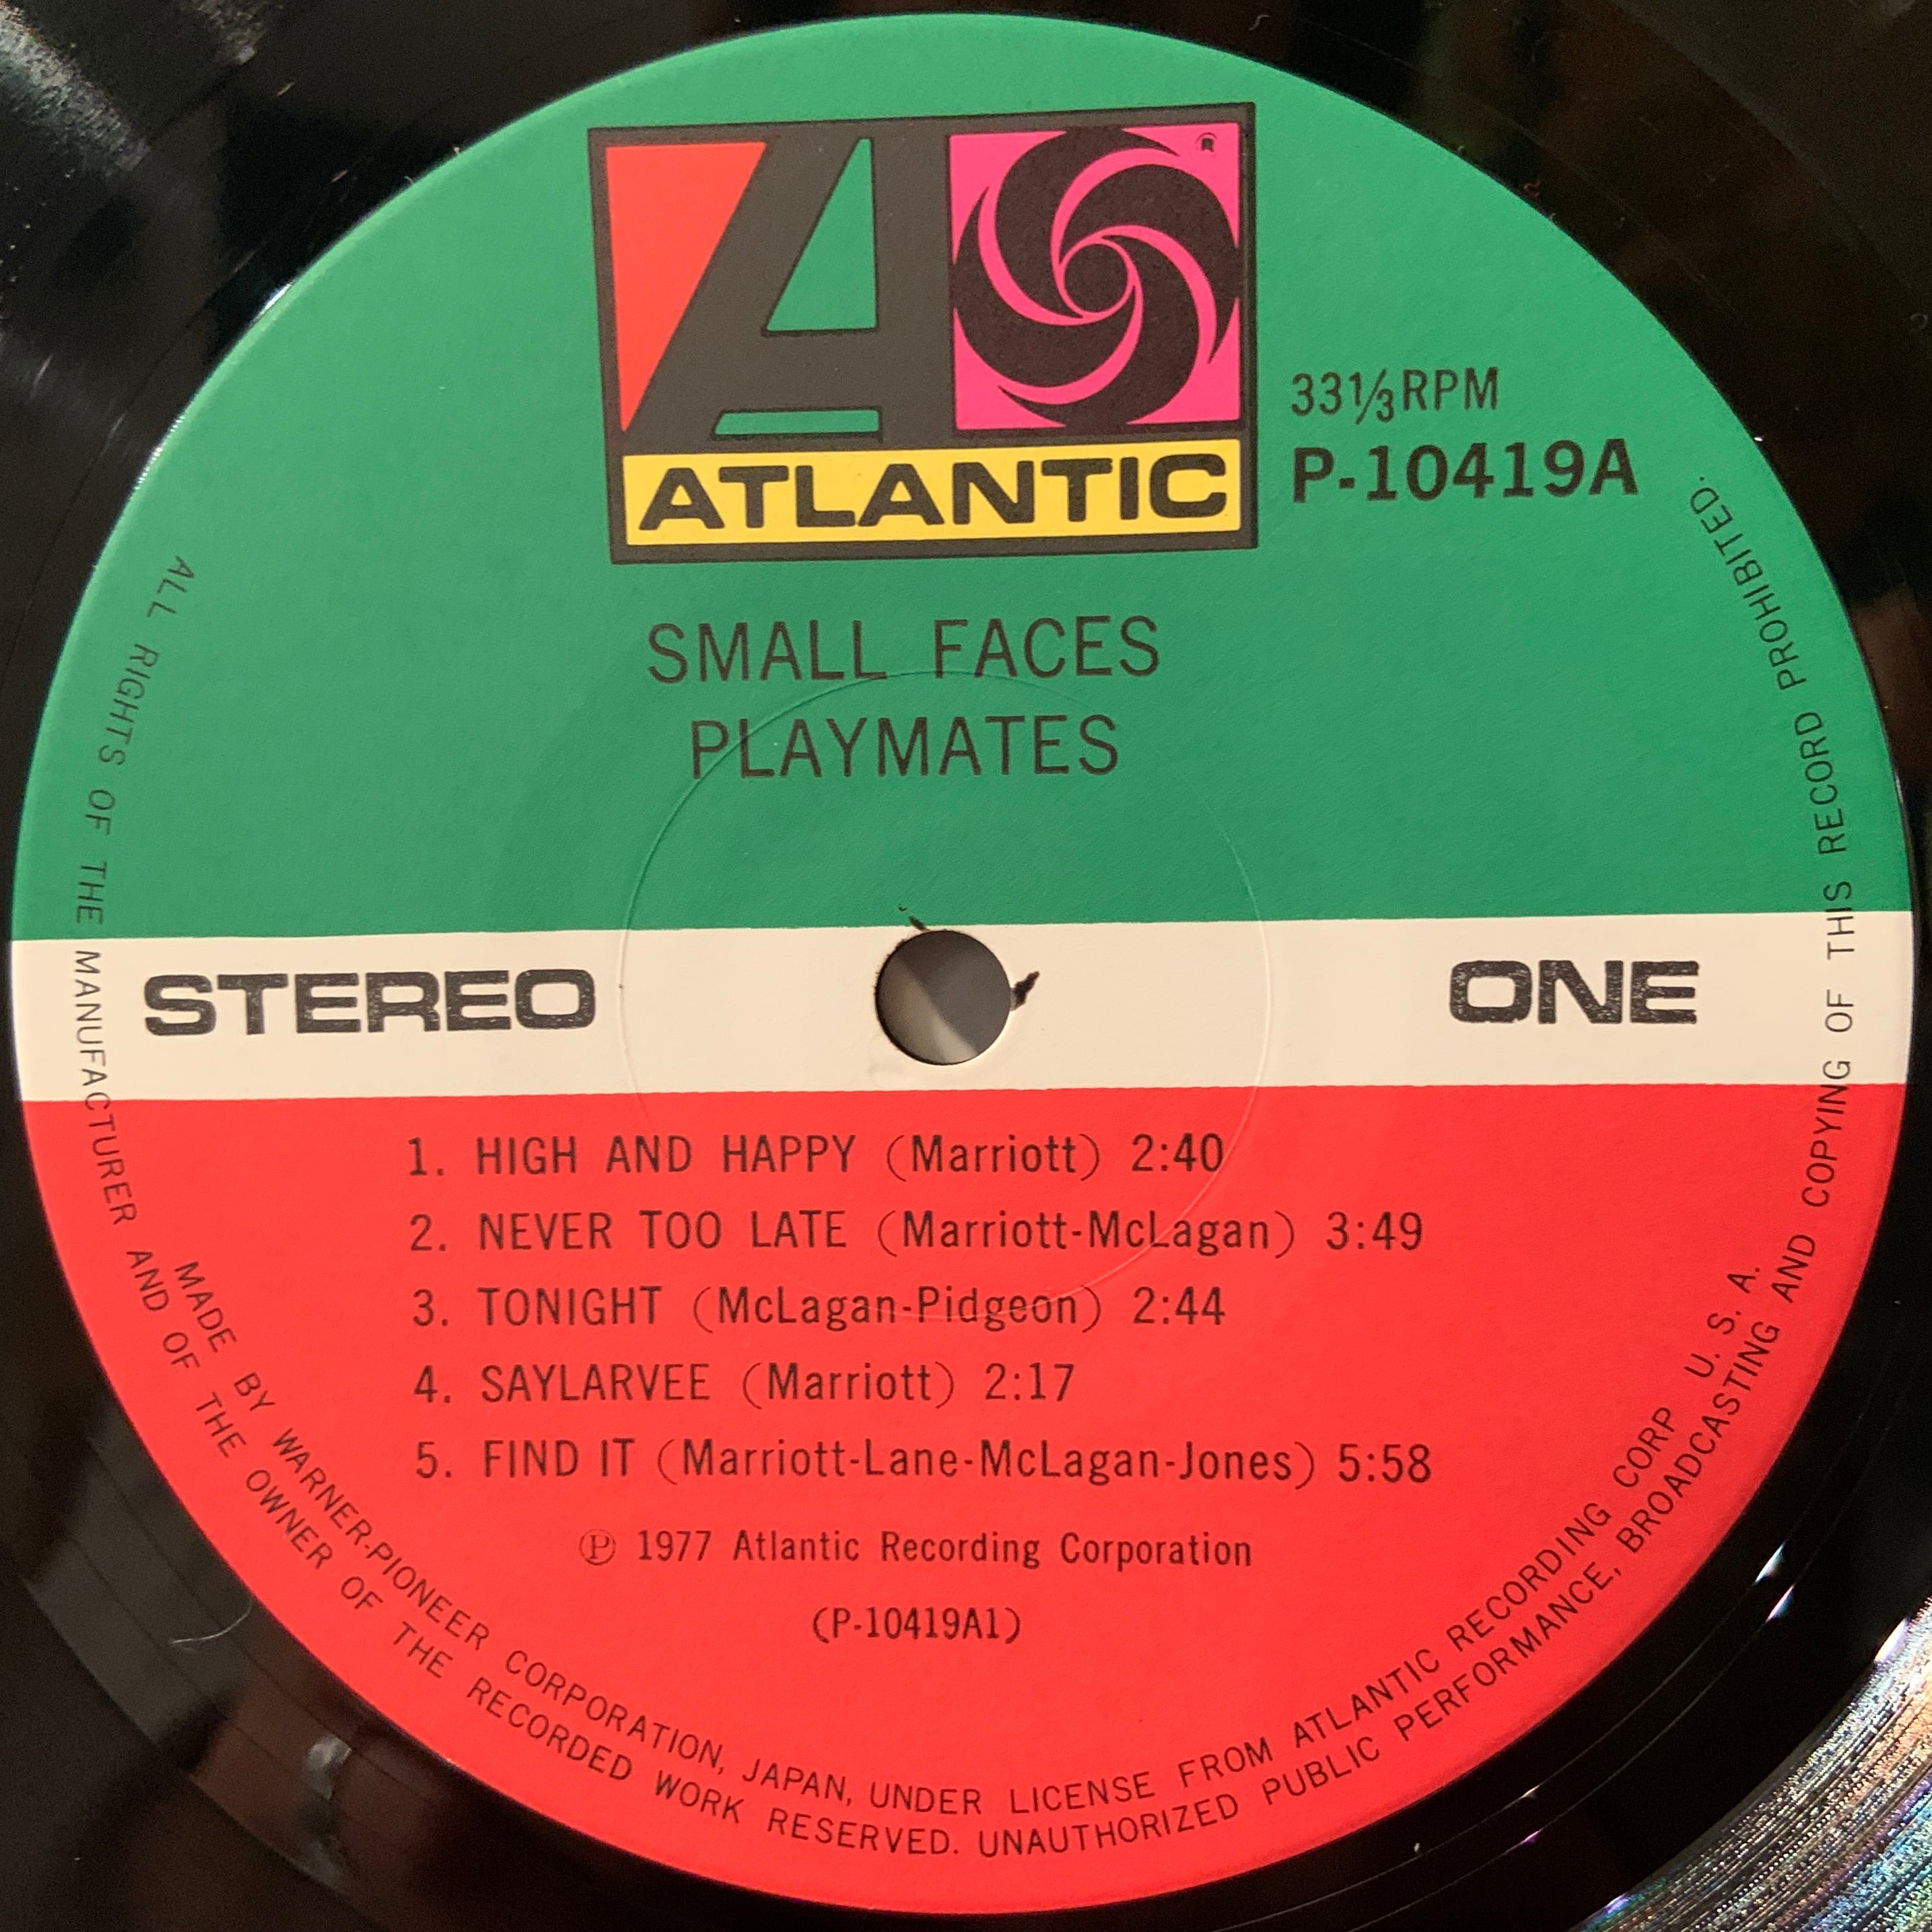 ATLANTIC
®
33⅓RPM
P-10419A
SMALL FACES
PLAYMATES
STEREO
ONE
1. HIGH AND HAPPY (Marriott) 2:40
2. NEVER TOO LATE (Marriott-McLagan) 3:49
3. TONIGHT (McLagan-Pidgeon) 2:44
4. SAYLARVEE (Marriott) 2:17
5. FIND IT (Marriott-Lane-McLagan-Jones) 5:58
℗ 1977 Atlantic Recording Corporation
(P-10419A1)
MADE BY WARNER-PIONEER CORPORATION, JAPAN, UNDER LICENSE FROM ATLANTIC RECORDING CORP U. S. A.
ALL RIGHTS OF THE MANUFACTURER AND OF THE OWNER OF THE RECORDED WORK RESERVED. UNAUTHORIZED PUBLIC PERFORMANCE, BROADCASTING AND COPYING OF THIS RECORD PROHIBITED.